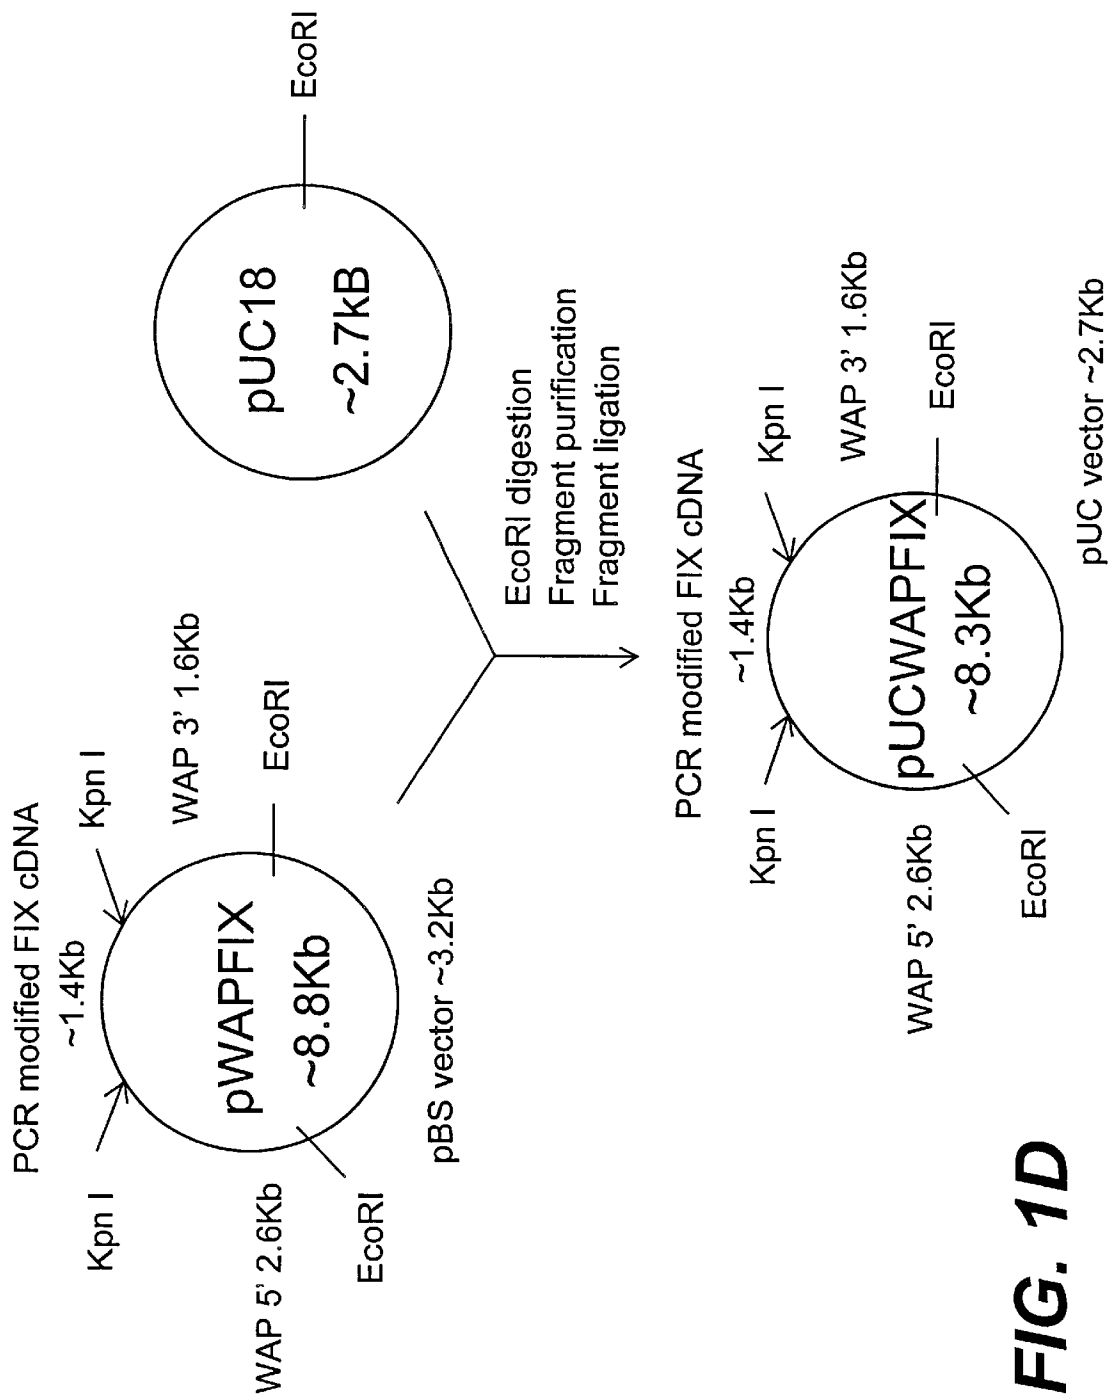 PCR modified FIX cDNA
~1.4Kb
Kpn I
Kpn I
WAP 5' 2.6Kb
WAP 3' 1.6Kb
pWAPFIX
~8.8Kb
EcoRI
EcoRI
pBS vector ~3.2Kb
pUC18
~2.7kB
EcoRI
EcoRI digestion
Fragment purification
Fragment ligation
PCR modified FIX cDNA
~1.4Kb
Kpn I
Kpn I
WAP 5' 2.6Kb
WAP 3' 1.6Kb
pUCWAPFIX
~8.3Kb
EcoRI
EcoRI
pUC vector ~2.7Kb
FIG. 1D